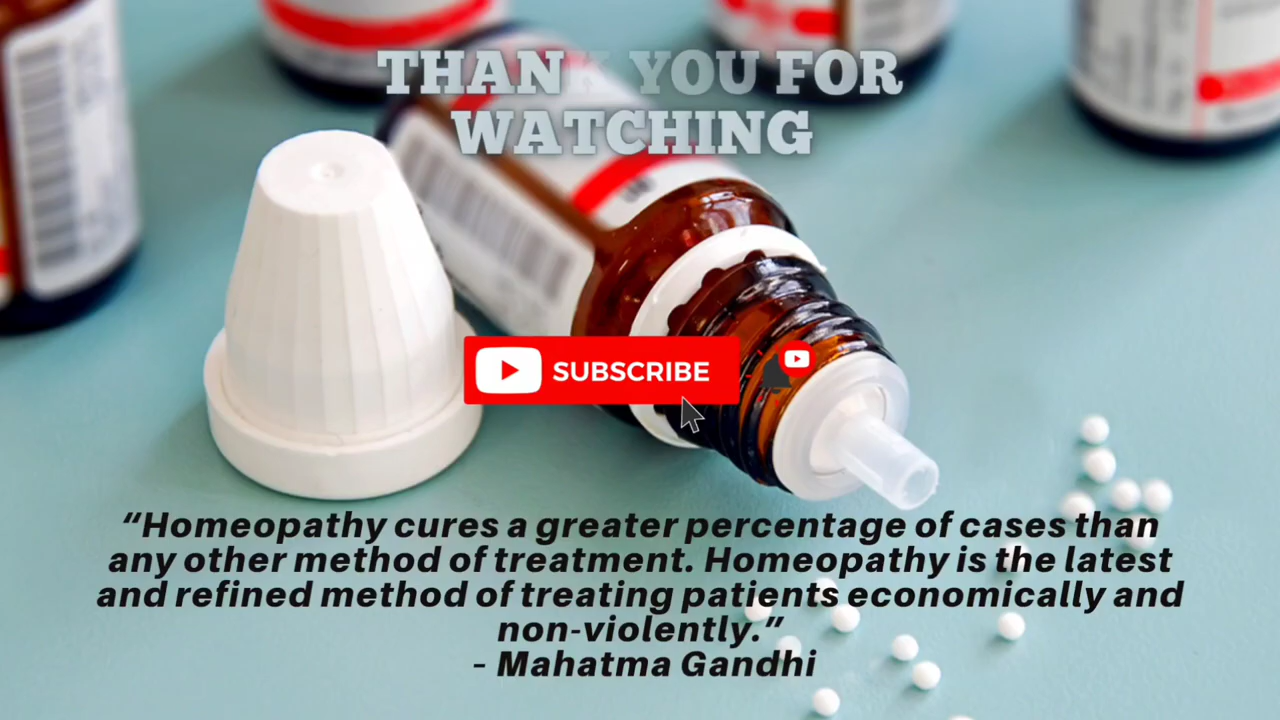 THANK YOU FOR
WATCHING
SUBSCRIBE
“Homeopathy cures a greater percentage of cases than
any other method of treatment. Homeopathy is the latest
and refined method of treating patients economically and
non-violently.”
- Mahatma Gandhi